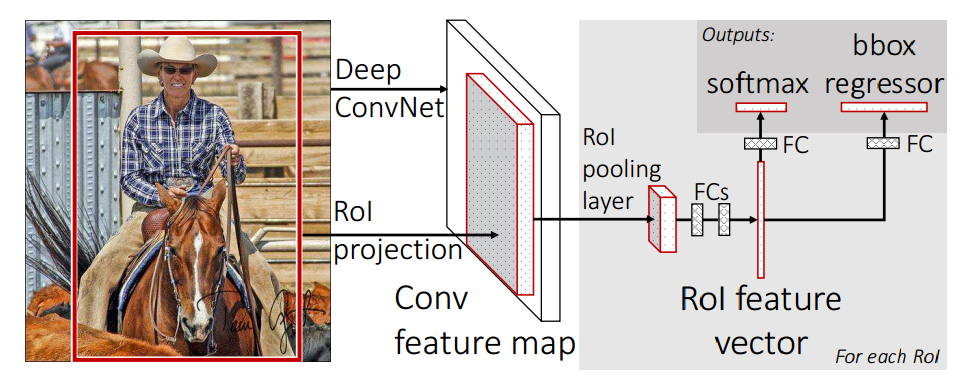 Deep
ConvNet
RoI
projection
Conv
feature map
RoI
pooling
layer
FCs
RoI feature
vector
For each RoI
Outputs:
softmax
bbox
regressor
FC
FC